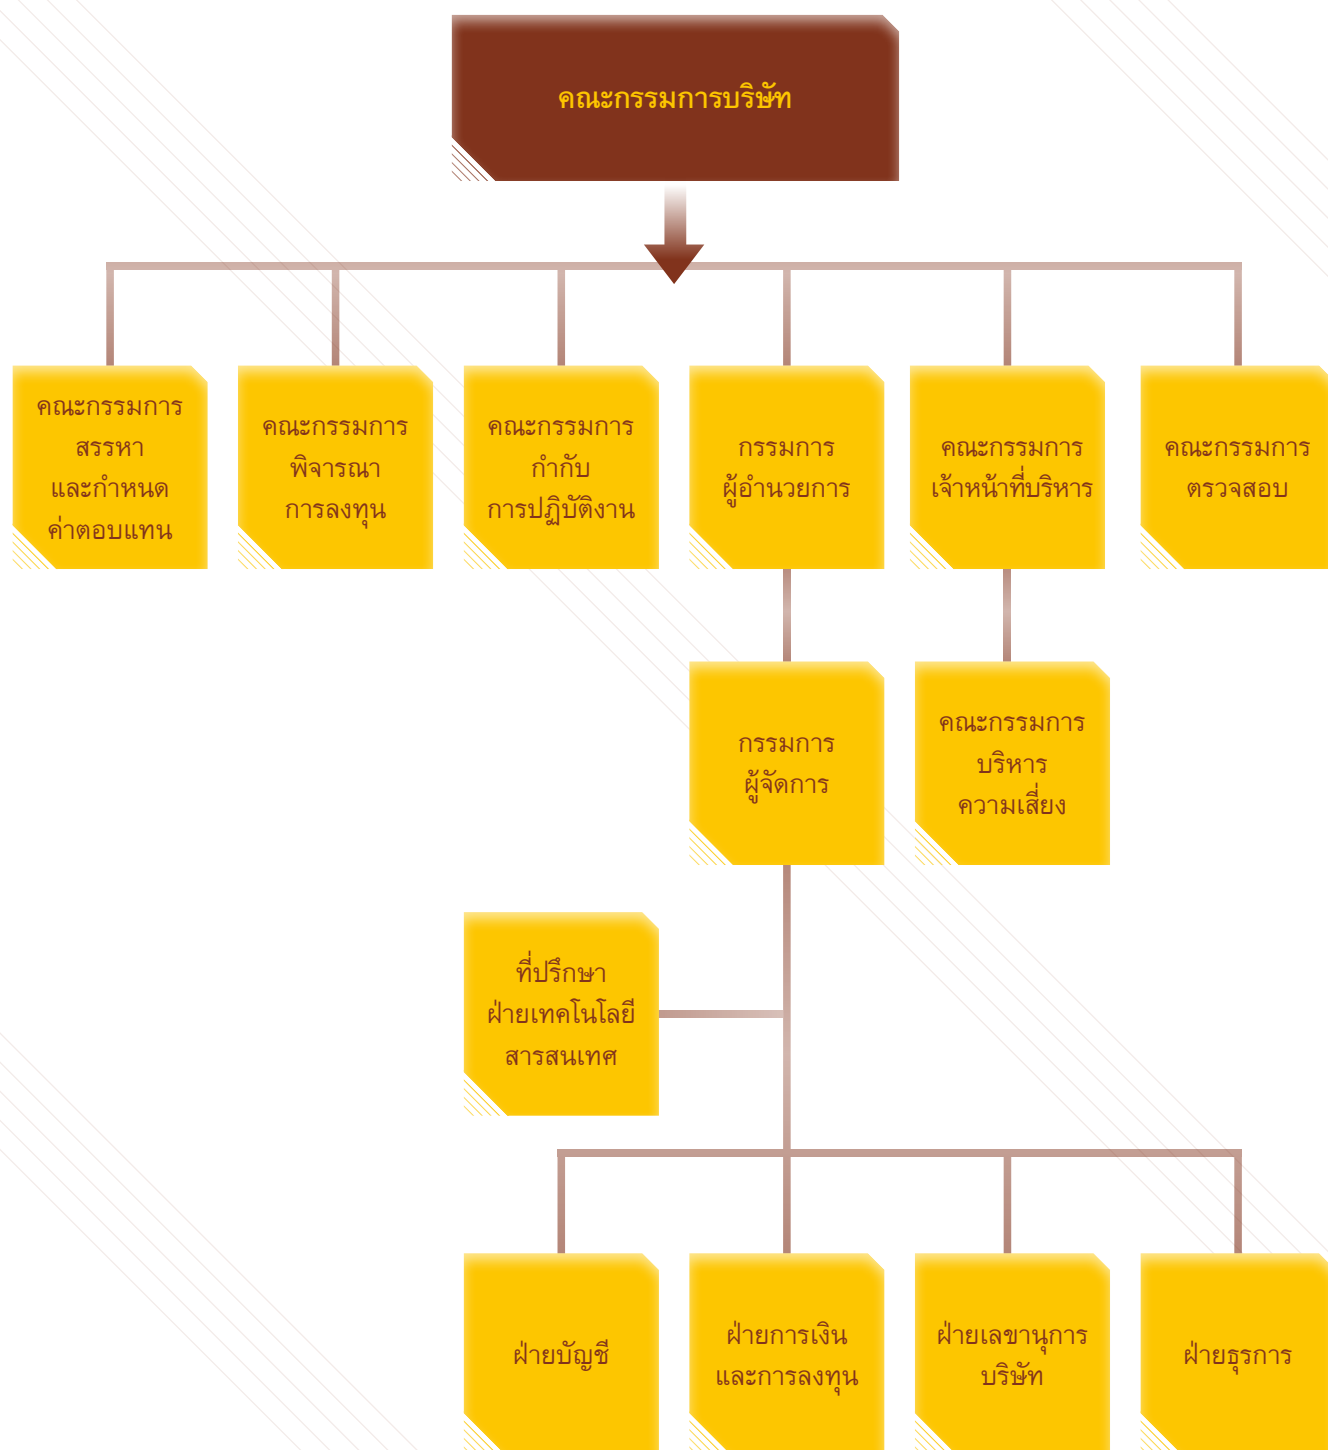 คณะกรรมการบริษัท
คณะกรรมการ
สรรหา
และกำหนด
ค่าตอบแทน
คณะกรรมการ
พิจารณา
การลงทุน
คณะกรรมการ
กำกับ
การปฏิบัติงาน
กรรมการ
ผู้อำนวยการ
คณะกรรมการ
เจ้าหน้าที่บริหาร
คณะกรรมการ
ตรวจสอบ
กรรมการ
ผู้จัดการ
คณะกรรมการ
บริหาร
ความเสี่ยง
ที่ปรึกษา
ฝ่ายเทคโนโลยี
สารสนเทศ
ฝ่ายบัญชี
ฝ่ายการเงิน
และการลงทุน
ฝ่ายเลขานุการ
บริษัท
ฝ่ายธุรการ